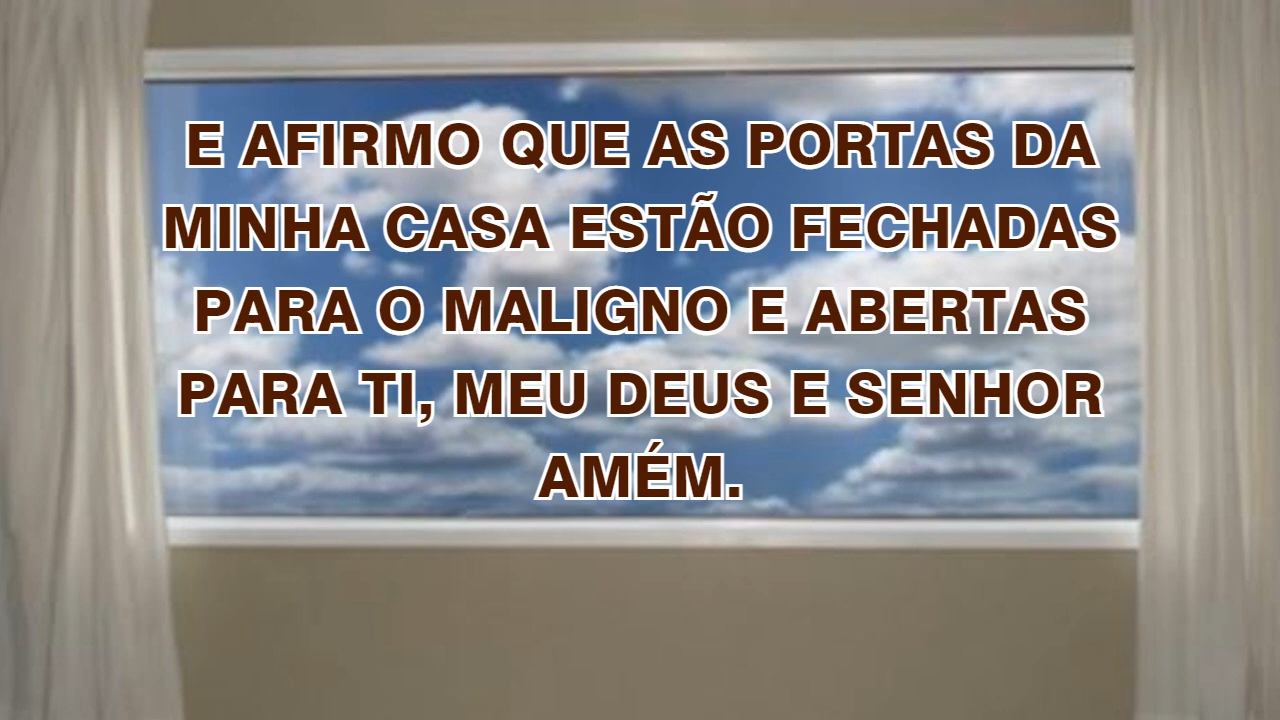 E AFIRMO QUE AS PORTAS DA
MINHA CASA ESTÃO FECHADAS
PARA O MALIGNO E ABERTAS
PARA TI, MEU DEUS E SENHOR
AMÉM.